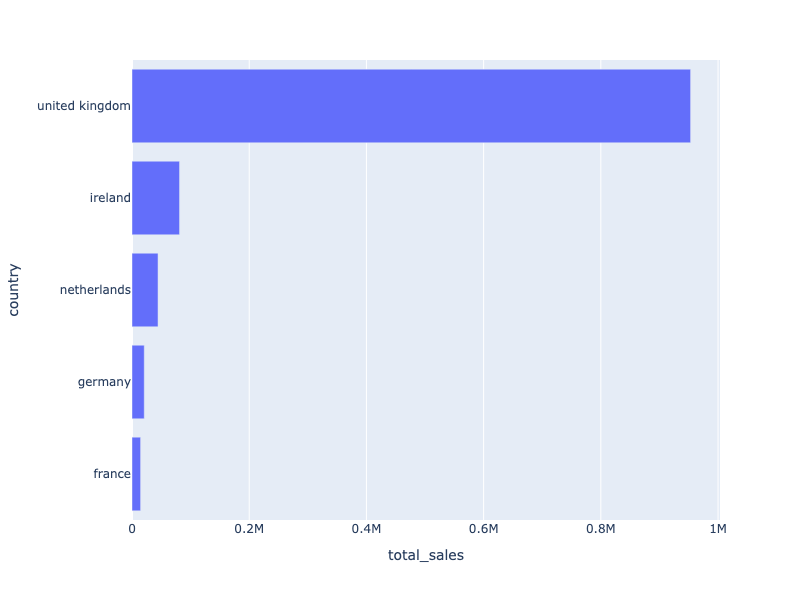 united kingdom
ireland
netherlands
germany
france
country
0 0.2M 0.4M 0.6M 0.8M 1M
total_sales